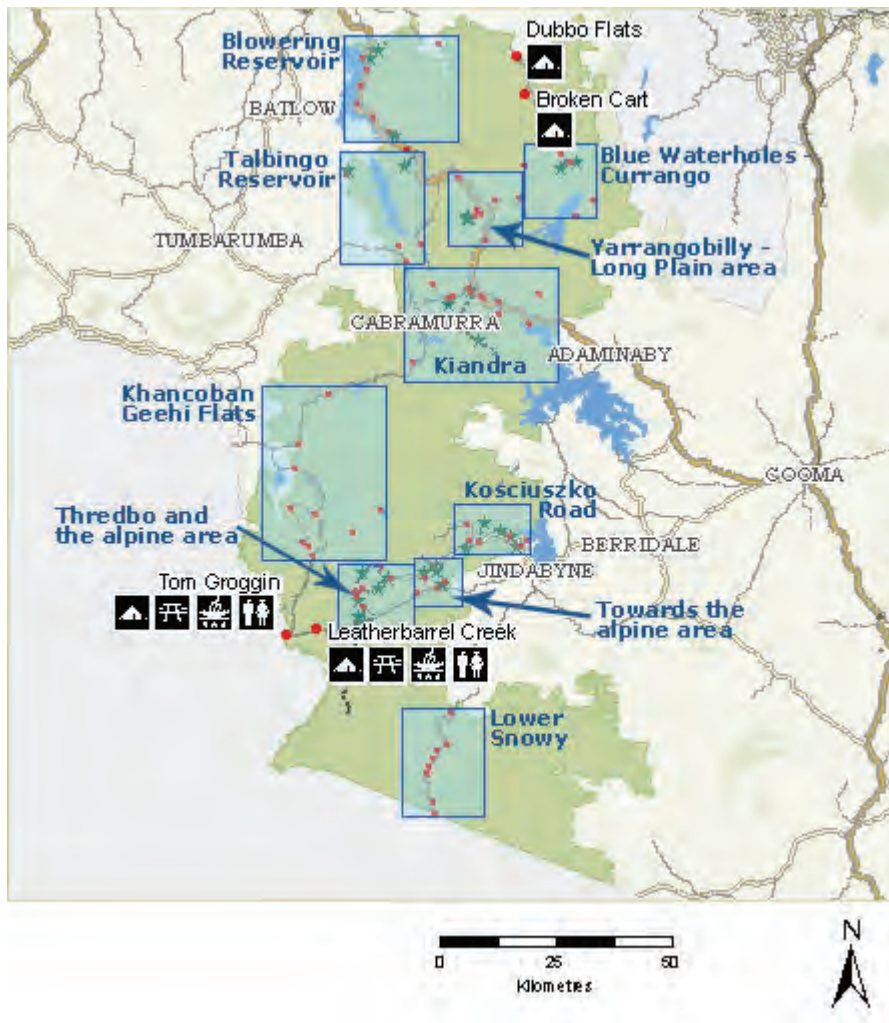 Dubbo Flats
Blowering
Reservoir
Broken Cart
BATLOW
Talbingo
Reservoir
Blue Waterholes -
Currango
TUMBARUMBA
Yarrangobilly -
Long Plain area
CABRAMURRA
ADAMINABY
Kiandra
Khancoban
Geehi Flats
COOMA
Kosciuszko
Road
Thredbo and
the alpine area
BERRIDALE
JINDABYNE
Tom Groggin
Towards the
alpine area
Leatherbarrel Creek
Lower
Snowy
N
0 25 50
Kilometres